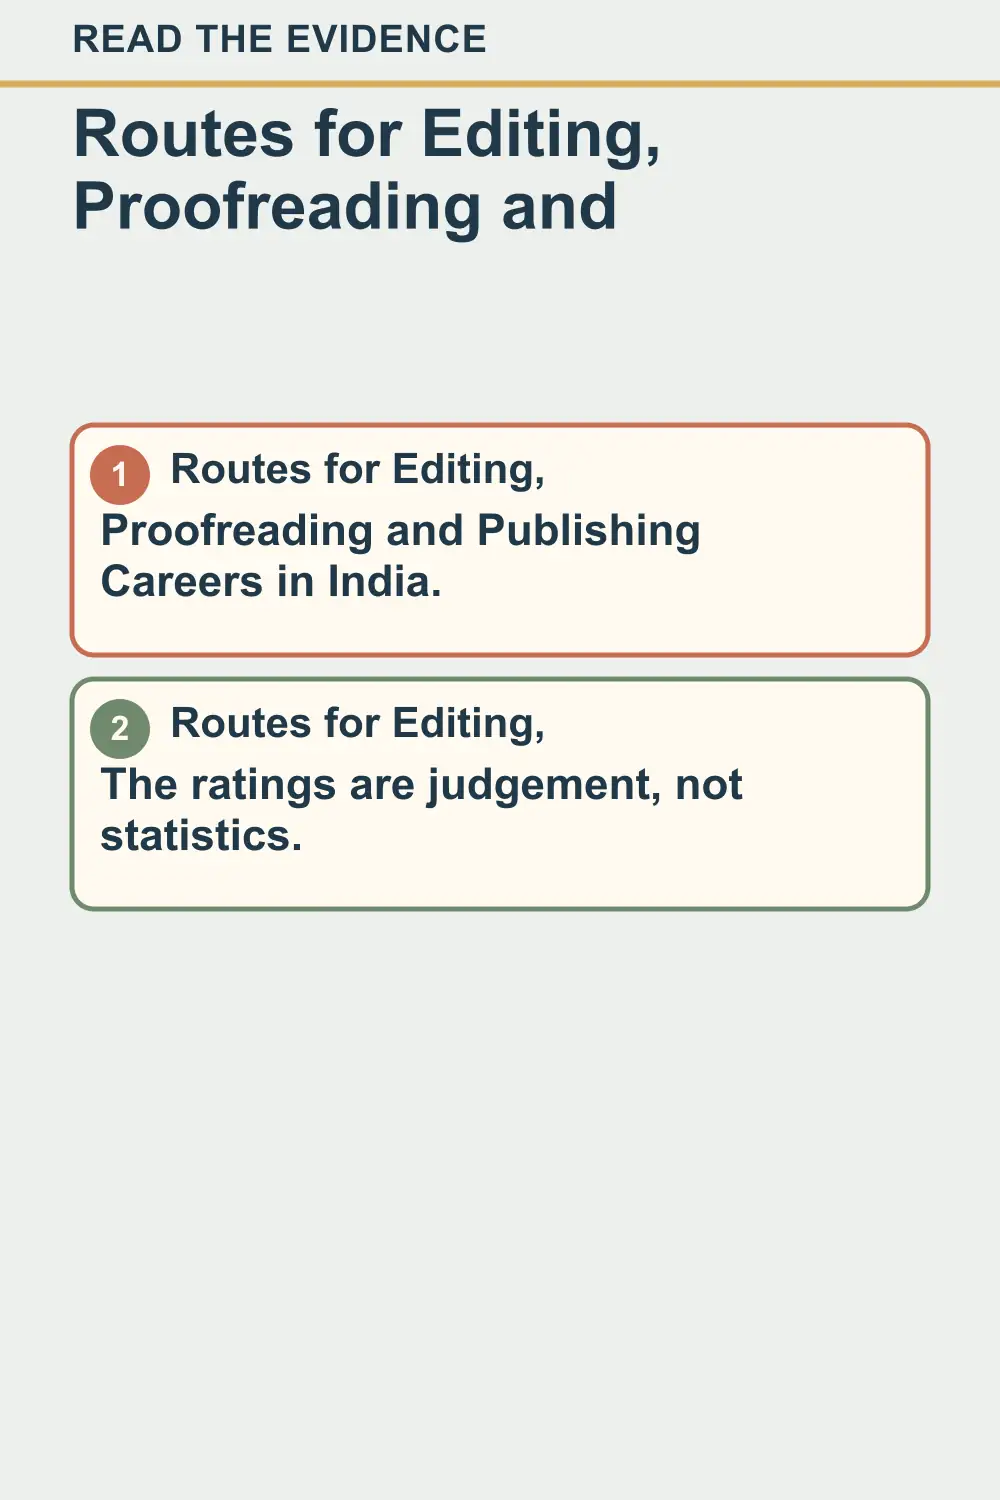 READ THE EVIDENCE
Routes for Editing,
Proofreading and
1
Routes for Editing,
Proofreading and Publishing
Careers in India.
2
Routes for Editing,
The ratings are judgement, not
statistics.